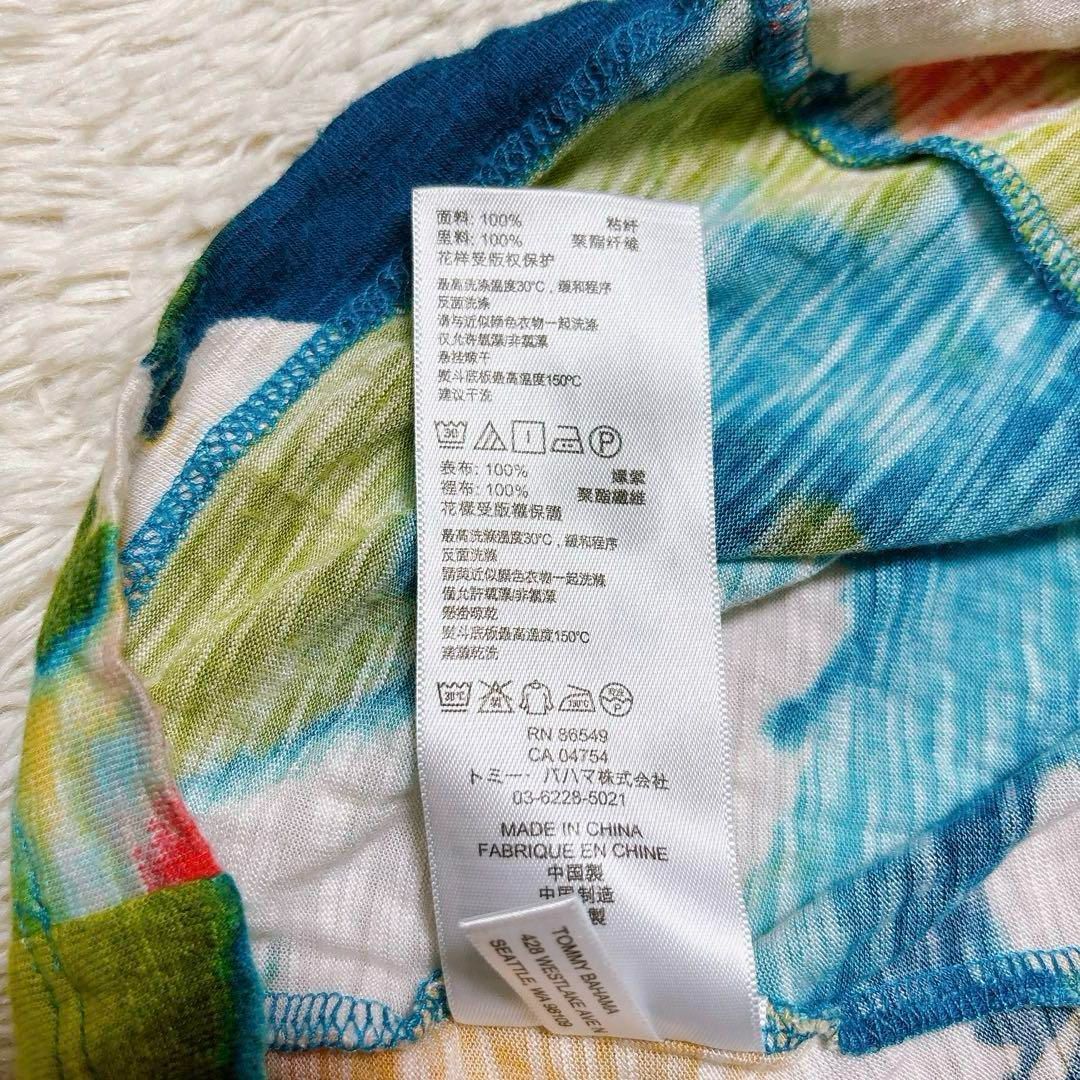 面料: 100% 粘纤
里料: 100% 聚酯纤维
花样受版权保护
最高洗涤温度30℃，缓和程序
反面洗涤
请与近似颜色衣物一起洗涤
仅允许氧漂/非氯漂
悬挂晾干
熨斗底板最高温度150℃
建议干洗
30 P
表布: 100% 嫘縈
裡布: 100% 聚酯纖維
花樣受版權保護
最高洗滌溫度30℃，緩和程序
反面洗滌
請與近似顏色衣物一起洗滌
僅允許氧漂/非氯漂
懸掛晾乾
熨斗底板最高溫度150℃
建議乾洗
30℃ 150℃
RN 86549
CA 04754
トミー・バハマ株式会社
03-6228-5021
MADE IN CHINA
FABRIQUE EN CHINE
中国製
中国制造
製
TOMMY BAHAMA
428 WESTLAKE AVE N
SEATTLE, WA 98109